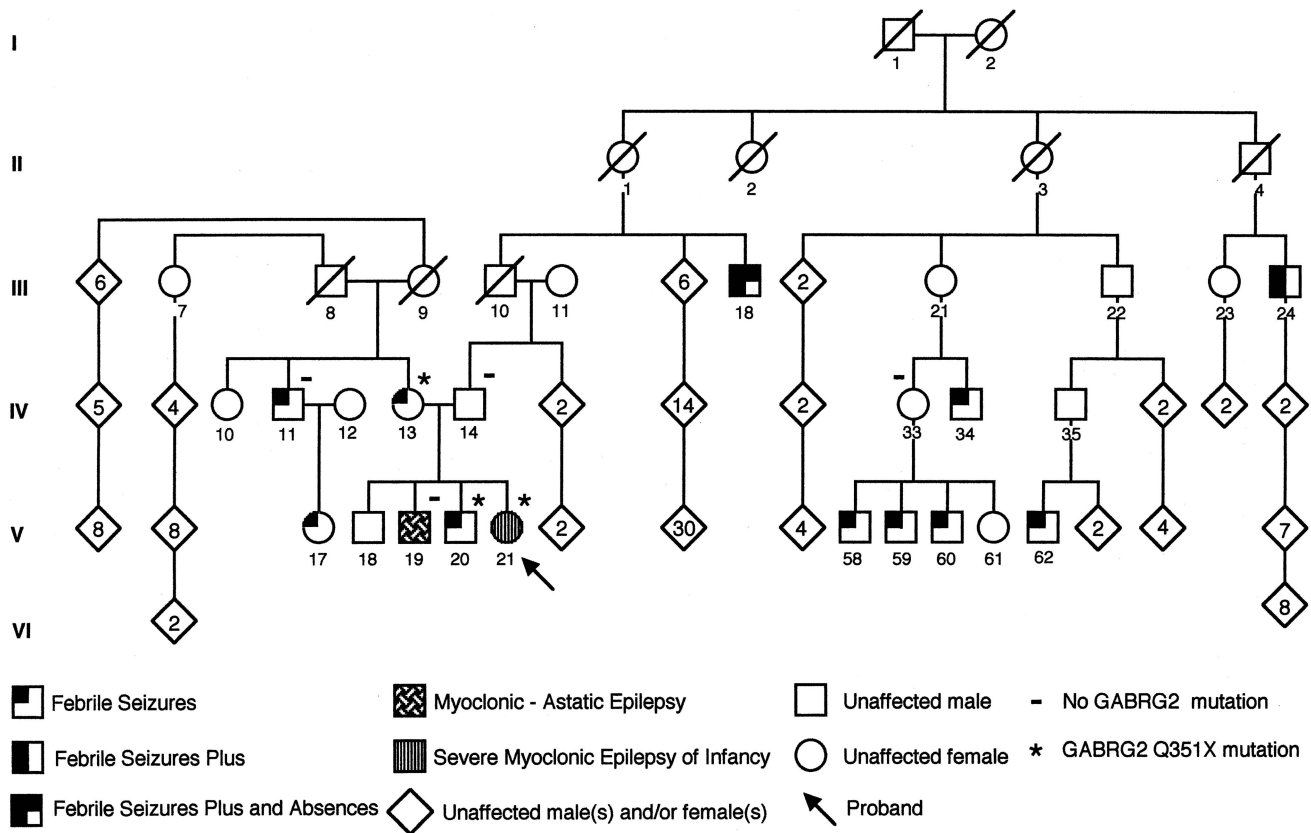 I
1 2
II
1 2 3 4
6 6 2
III
7 8 9 10 11 18 21 22 23 24
- * - -
5 4 2 14 2 2 2 2
IV
10 11 12 13 14 33 34 35
- * *
8 8 2 30 4 2 4 7
V
17 18 19 20 21 58 59 60 61 62
2 8
VI
Febrile Seizures Myoclonic - Astatic Epilepsy Unaffected male - No GABRG2 mutation
Febrile Seizures Plus Severe Myoclonic Epilepsy of Infancy Unaffected female * GABRG2 Q351X mutation
Febrile Seizures Plus and Absences Unaffected male(s) and/or female(s) Proband